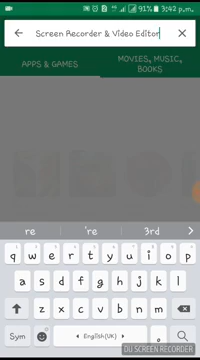 91% 3:42 p.m.
Screen Recorder & Video Editor
APPS & GAMES
MOVIES, MUSIC, BOOKS
re 're 3rd
q w e r t y u i o p
a s d f g h j k l
z x c v b n m
Sym English(UK) .
DU SCREEN RECORDER